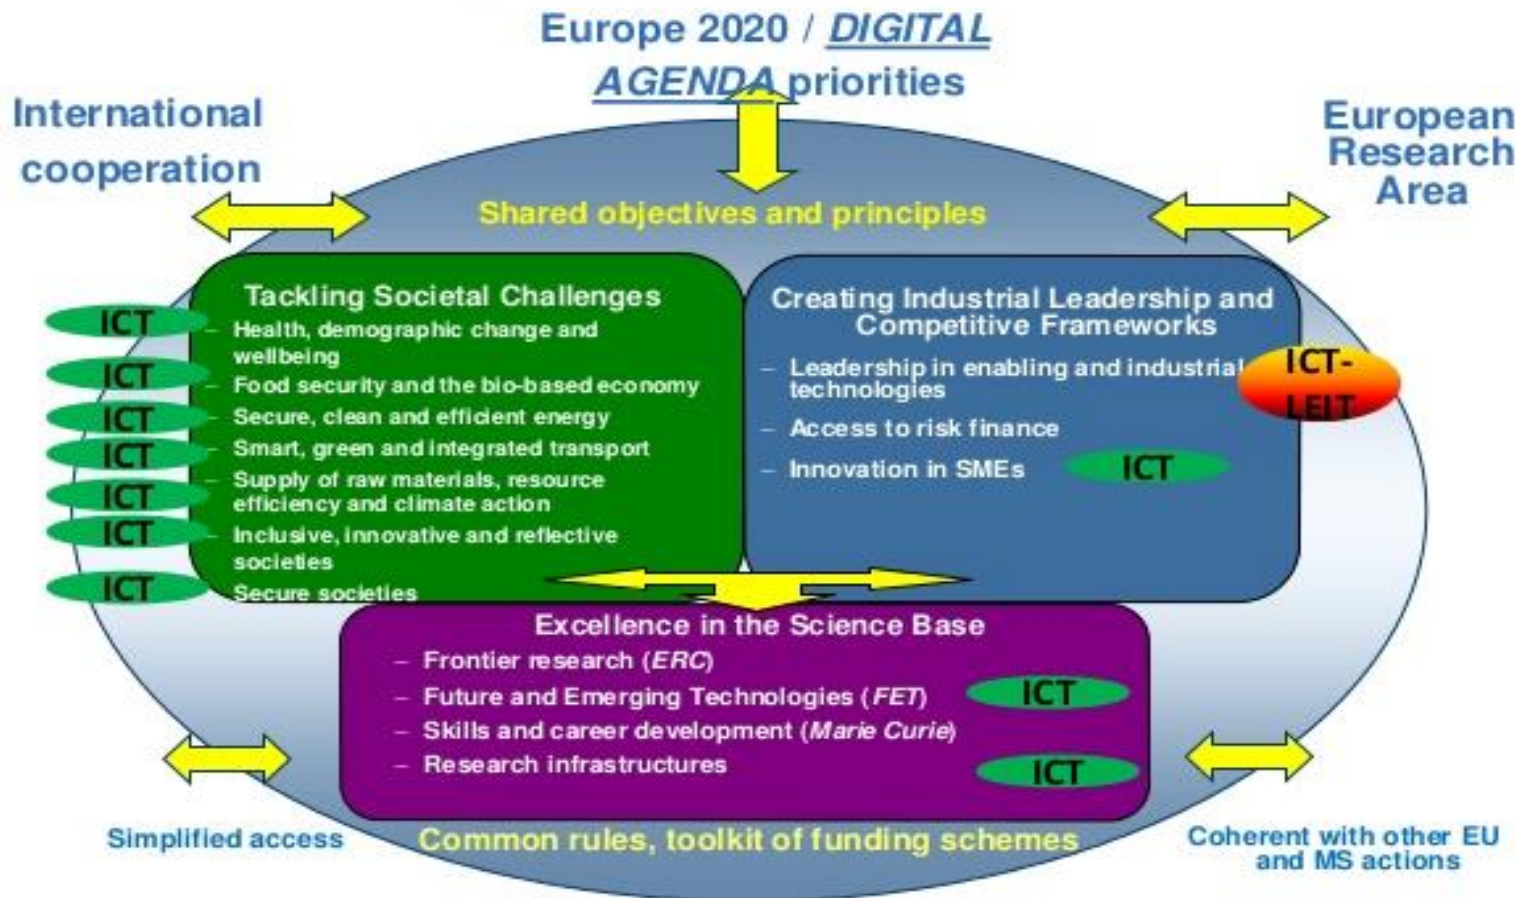 Europe 2020 / DIGITAL
AGENDA priorities
International
cooperation
European
Research
Area
Shared objectives and principles
Tackling Societal Challenges
ICT
– Health, demographic change and
wellbeing
ICT
– Food security and the bio-based economy
ICT
– Secure, clean and efficient energy
ICT
– Smart, green and integrated transport
ICT
– Supply of raw materials, resource
efficiency and climate action
ICT
– Inclusive, innovative and reflective
societies
ICT
Secure societies
Creating Industrial Leadership and
Competitive Frameworks
– Leadership in enabling and industrial
technologies
ICT-
LEIT
– Access to risk finance
– Innovation in SMEs
ICT
Excellence in the Science Base
– Frontier research (ERC)
– Future and Emerging Technologies (FET)
ICT
– Skills and career development (Marie Curie)
– Research infrastructures
ICT
Simplified access
Common rules, toolkit of funding schemes
Coherent with other EU
and MS actions